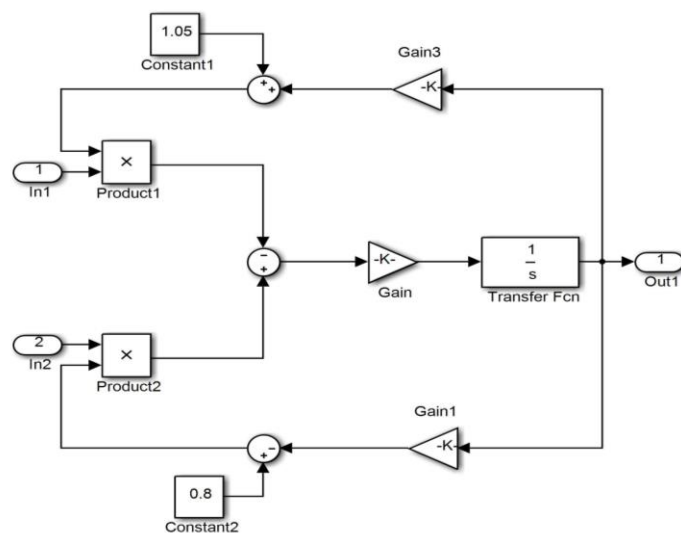 1.05
Constant1
Gain3
-K-
+
+
1
In1
×
Product1
−
+
-K-
Gain
1
s
Transfer Fcn
1
Out1
2
In2
×
Product2
Gain1
-K-
+
−
0.8
Constant2